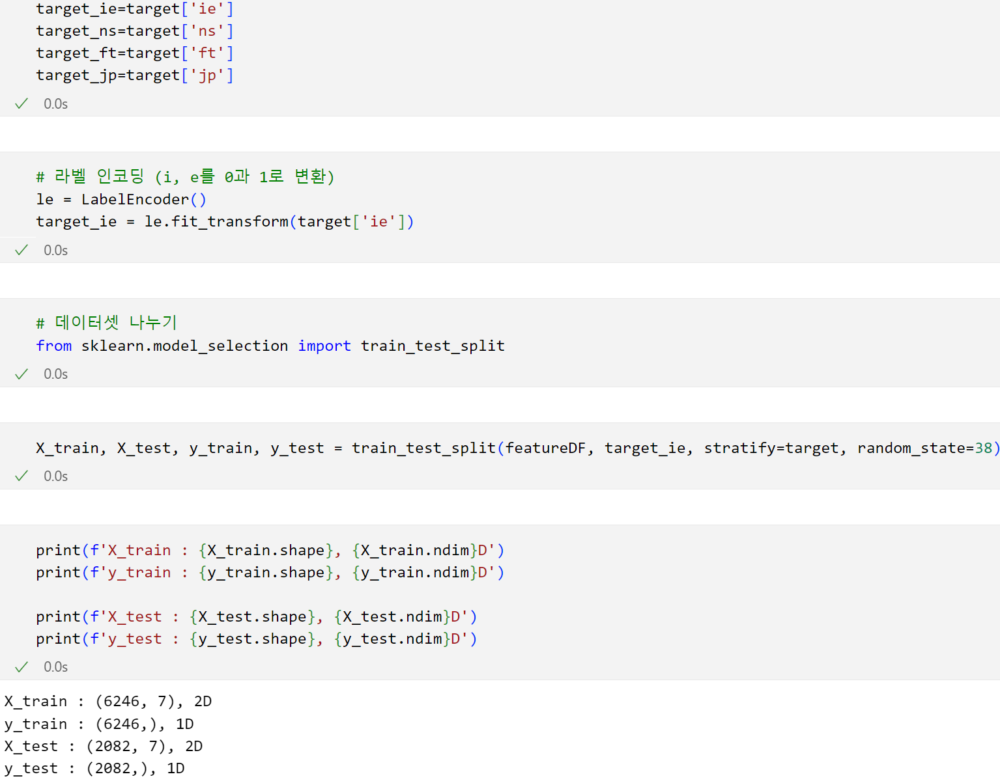 target_ie=target['ie']
target_ns=target['ns']
target_ft=target['ft']
target_jp=target['jp']
0.0s
# 라벨 인코딩 (i, e를 0과 1로 변환)
le = LabelEncoder()
target_ie = le.fit_transform(target['ie'])
0.0s
# 데이터셋 나누기
from sklearn.model_selection import train_test_split
0.0s
X_train, X_test, y_train, y_test = train_test_split(featureDF, target_ie, stratify=target, random_state=38)
0.0s
print(f'X_train : {X_train.shape}, {X_train.ndim}D')
print(f'y_train : {y_train.shape}, {y_train.ndim}D')
print(f'X_test : {X_test.shape}, {X_test.ndim}D')
print(f'y_test : {y_test.shape}, {y_test.ndim}D')
0.0s
X_train : (6246, 7), 2D
y_train : (6246,), 1D
X_test : (2082, 7), 2D
y_test : (2082,), 1D